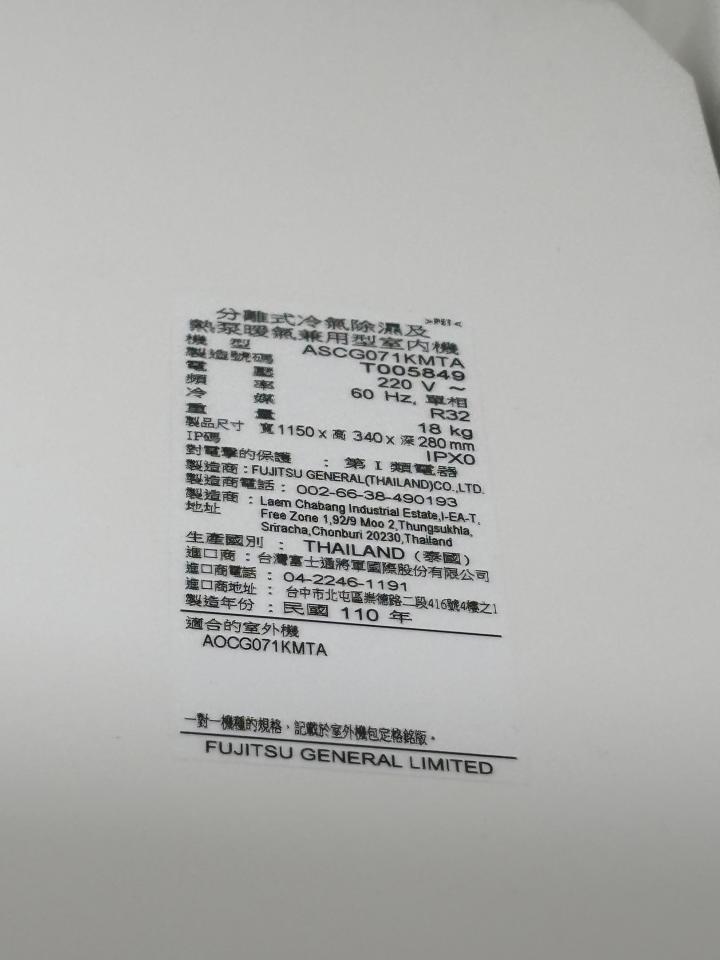 分離式冷氣除濕及
>PET<
熱泵暖氣兼用型室內機
機型 ASCG071KMTA
製造號碼 T005849
電壓 220 V ~
頻率 60 Hz, 單相
冷媒 R32
重量 18 kg
製品尺寸 寬1150 x 高 340 x 深 280 mm
IP碼 IPX0
對電擊的保護 : 第 I 類電器
製造商 : FUJITSU GENERAL(THAILAND)CO.,LTD.
製造商電話 : 002-66-38-490193
製造商 : Laem Chabang Industrial Estate,I-EA-T,
地址 Free Zone 1,92/9 Moo 2,Thungsukhla,
Sriracha,Chonburi 20230,Thailand
生產國別 : THAILAND (泰國)
進口商 : 台灣富士通將軍國際股份有限公司
進口商電話 : 04-2246-1191
進口商地址 : 台中市北屯區崇德路二段416號4樓之1
製造年份 : 民國 110 年
適合的室外機
AOCG071KMTA
一對一機種的規格，記載於室外機包定格銘版。
FUJITSU GENERAL LIMITED